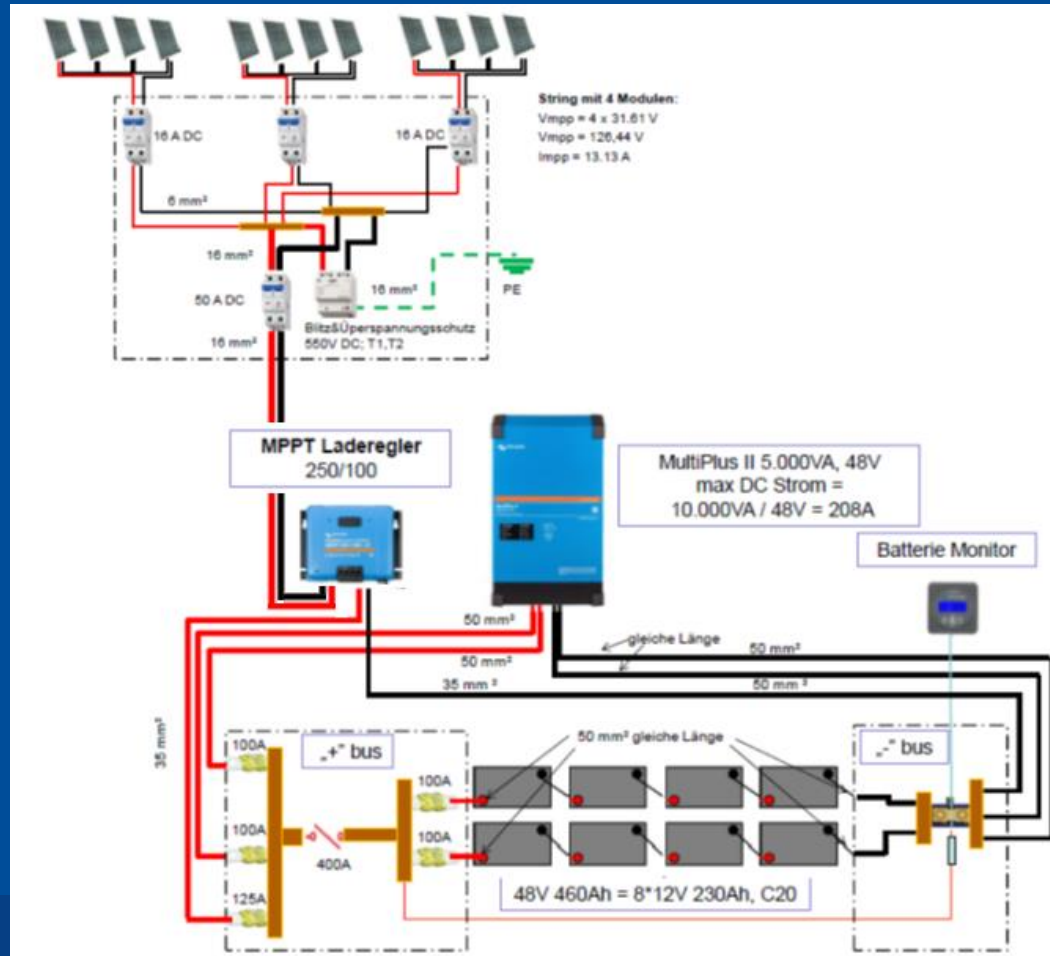 String mit 4 Modulen:
Vmpp = 4 x 31.61 V
Vmpp = 126,44 V
Impp = 13.13 A
16 A DC
16 A DC
6 mm²
16 mm²
50 A DC
16 mm²
PE
Blitz&Üperspannungsschutz
550V DC; T1,T2
16 mm²
MPPT Laderegler
250/100
MultiPlus II 5.000VA, 48V
max DC Strom =
10.000VA / 48V = 208A
Batterie Monitor
50 mm²
gleiche Länge
50 mm²
50 mm²
35 mm ²
50 mm²
35 mm²
„+" bus
50 mm² gleiche Länge
„-" bus
100A
100A
100A
100A
400A
125A
48V 460Ah = 8*12V 230Ah, C20